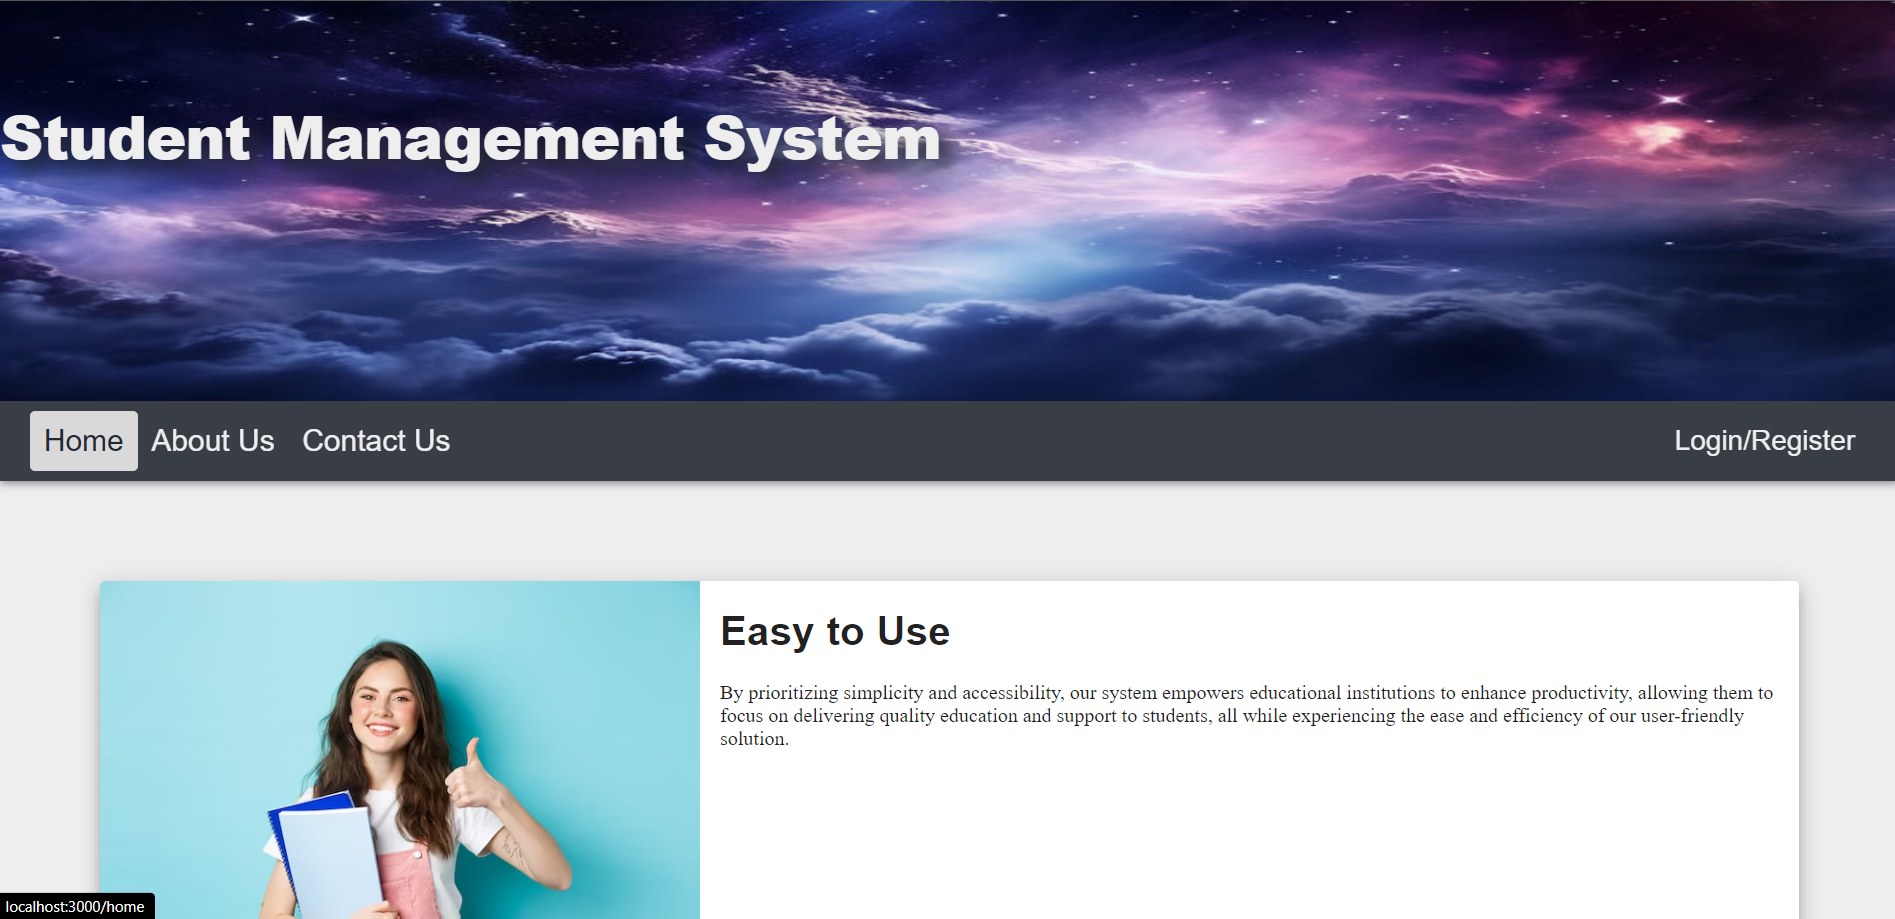 Student Management System
Home About Us Contact Us Login/Register
Easy to Use
By prioritizing simplicity and accessibility, our system empowers educational institutions to enhance productivity, allowing them to
focus on delivering quality education and support to students, all while experiencing the ease and efficiency of our user-friendly
solution.
localhost:3000/home